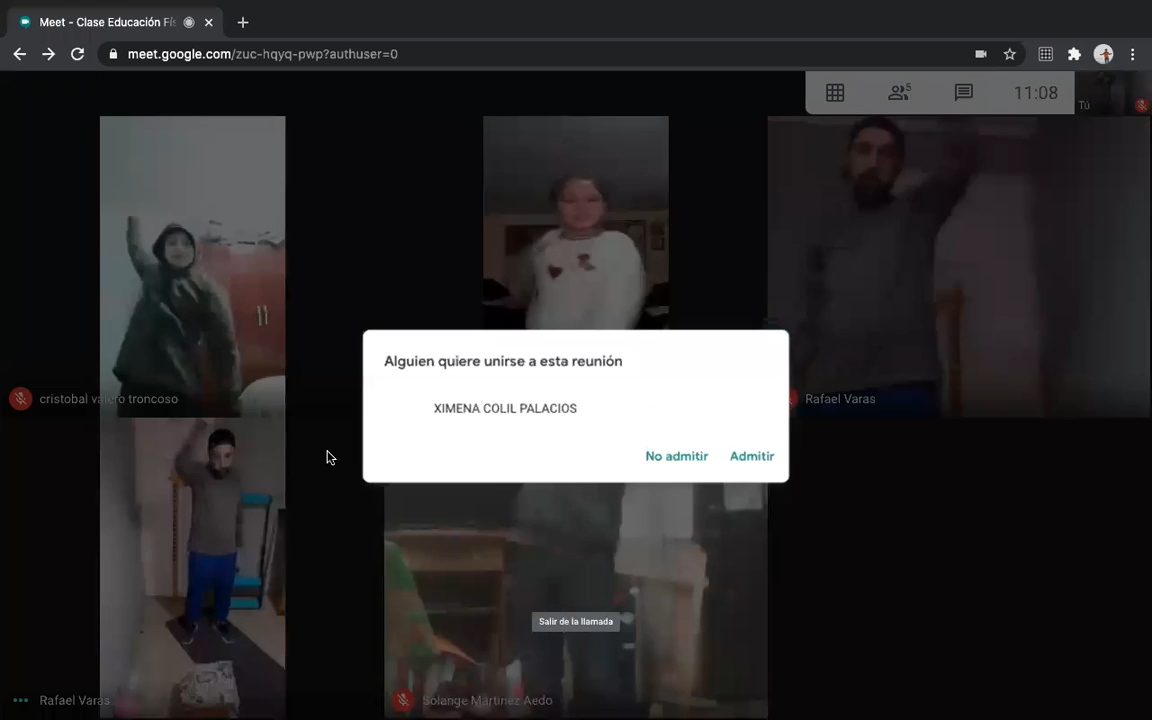 Meet - Clase Educación Fís
meet.google.com/zuc-hqyq-pwp?authuser=0
5
11:08
Tú
Alguien quiere unirse a esta reunión
XIMENA COLIL PALACIOS
No admitir Admitir
cristobal valero troncoso
Rafael Varas
Salir de la llamada
Rafael Varas
Solange Martinez Aedo